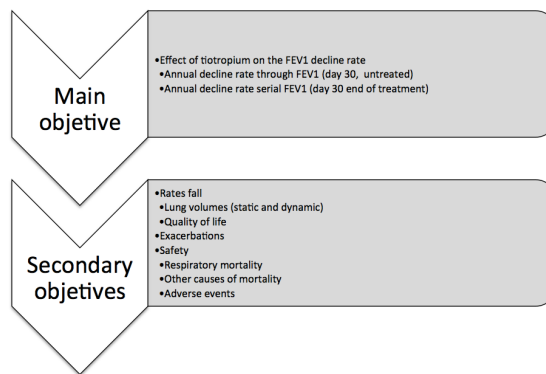 Main
objetive
•Effect of tiotropium on the FEV1 decline rate
•Annual decline rate through FEV1 (day 30, untreated)
•Annual decline rate serial FEV1 (day 30 end of treatment)
Secondary
objetives
•Rates fall
•Lung volumes (static and dynamic)
•Quality of life
•Exacerbations
•Safety
•Respiratory mortality
•Other causes of mortality
•Adverse events